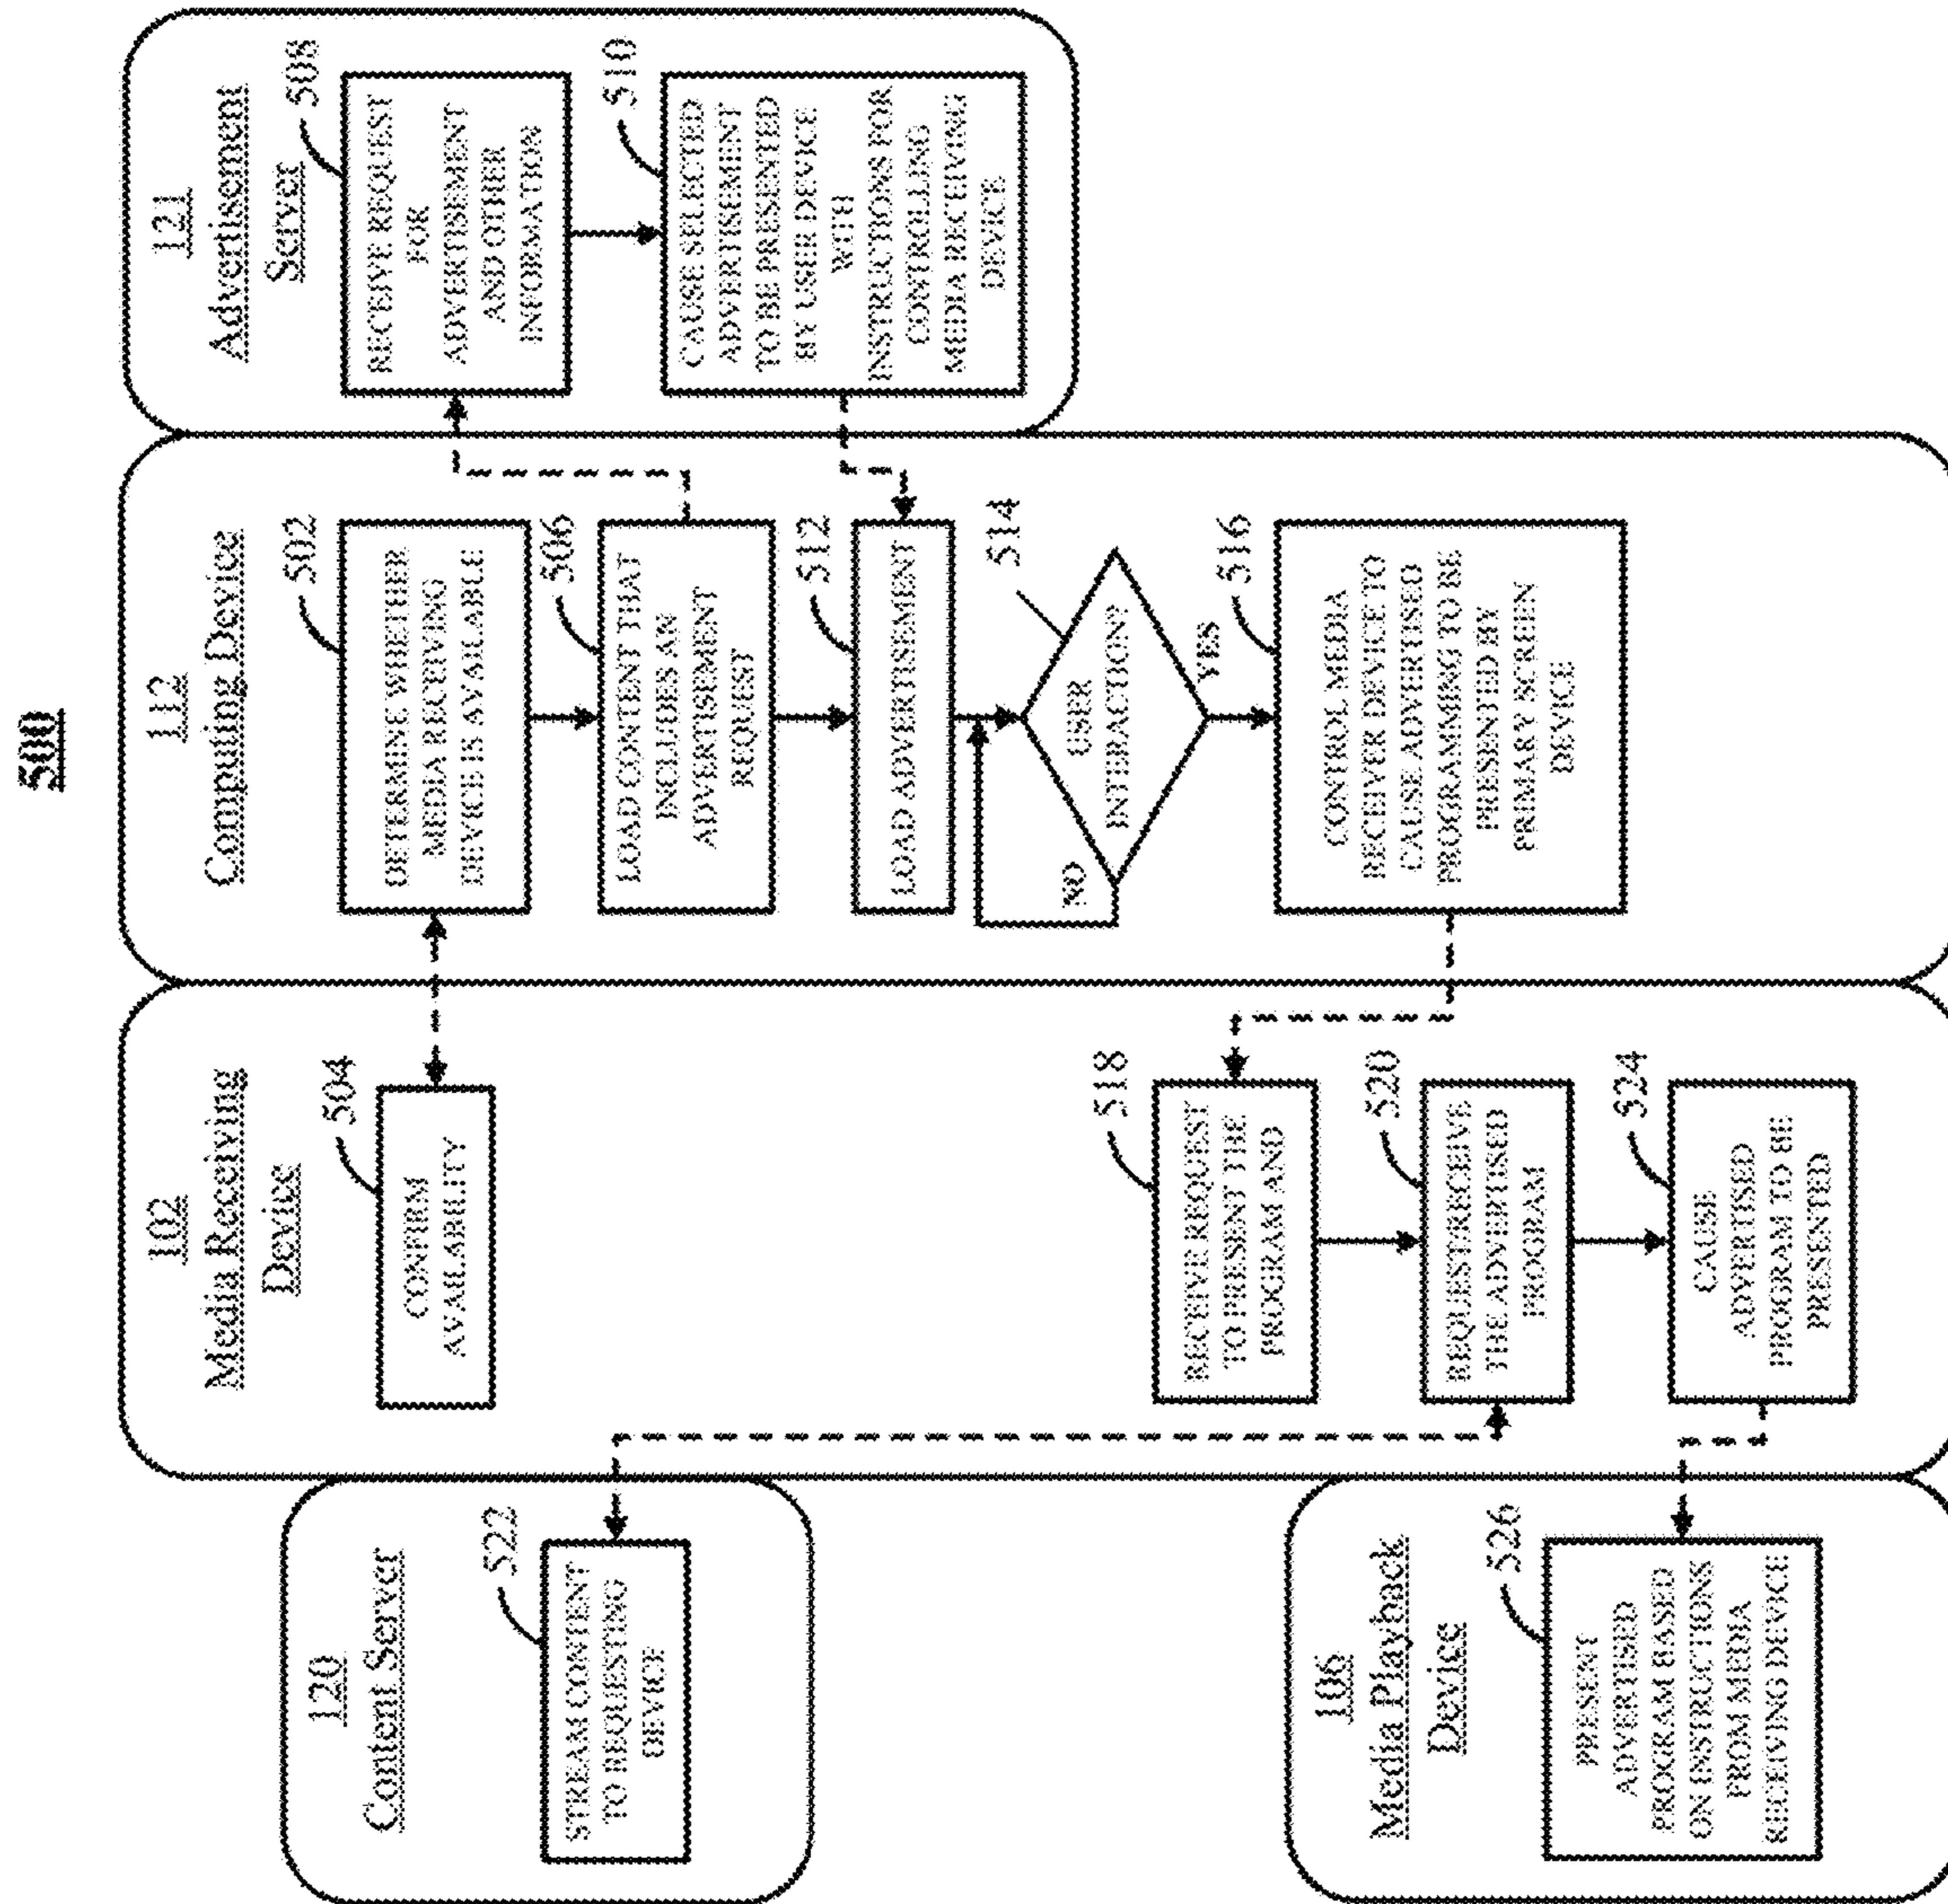 500
120
Content Server
522
STREAM CONTENT
TO REQUESTING
DEVICE
106
Media Playback
Device
526
PRESENT
ADVERTISED
PROGRAM BASED
ON INSTRUCTIONS
FROM MEDIA
RECEIVING DEVICE
102
Media Receiving
Device
504
CONFIRM
AVAILABILITY
518
RECEIVE REQUEST
TO PRESENT THE
PROGRAM AND
520
REQUEST/RECEIVE
THE ADVERTISED
PROGRAM
524
CAUSE
ADVERTISED
PROGRAM TO BE
PRESENTED
112
Computing Device
502
DETERMINE WHETHER
MEDIA RECEIVING
DEVICE IS AVAILABLE
506
LOAD CONTENT THAT
INCLUDES AN
ADVERTISEMENT
REQUEST
512
LOAD ADVERTISEMENT
514
USER
INTERACTION?
NO
YES
516
CONTROL MEDIA
RECEIVER DEVICE TO
CAUSE ADVERTISED
PROGRAMMING TO BE
PRESENTED BY
PRIMARY SCREEN
DEVICE
121
Advertisement
Server
508
RECEIVE REQUEST
FOR
ADVERTISEMENT
AND OTHER
INFORMATION
510
CAUSE SELECTED
ADVERTISEMENT
TO BE PRESENTED
BY USER DEVICE
WITH
INSTRUCTIONS FOR
CONTROLLING
MEDIA RECEIVING
DEVICE